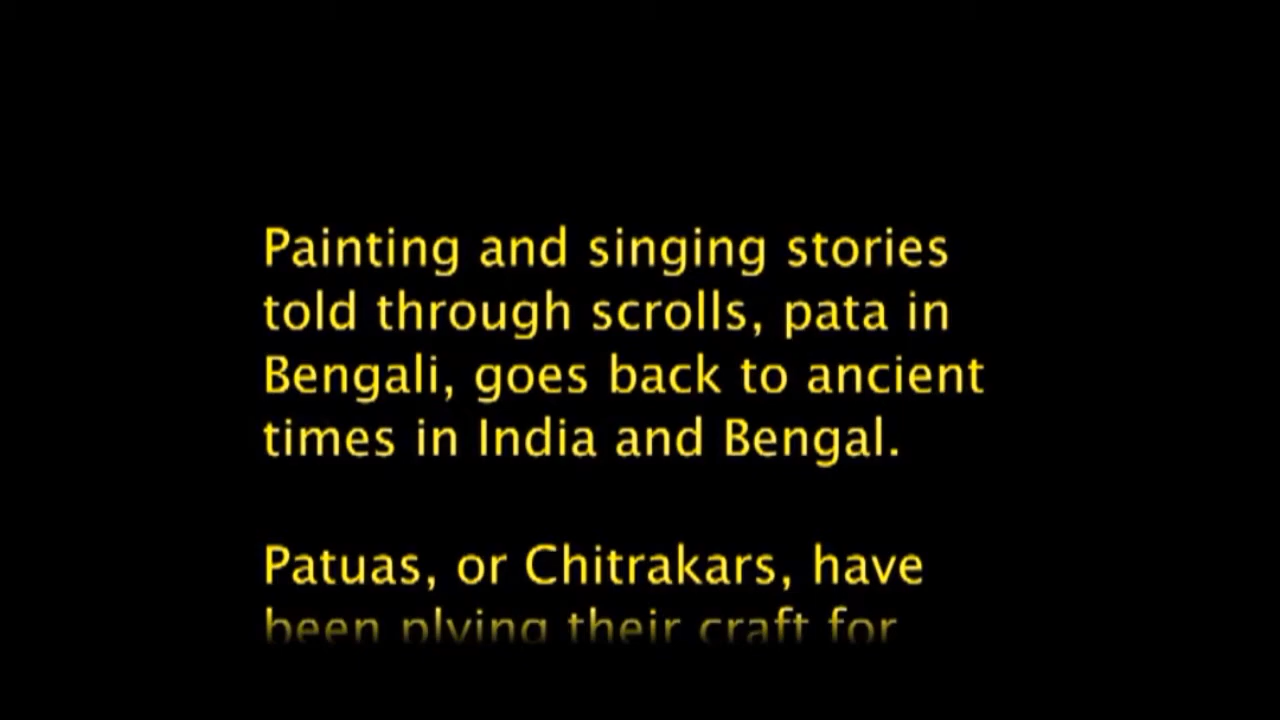 Painting and singing stories
told through scrolls, pata in
Bengali, goes back to ancient
times in India and Bengal.
Patuas, or Chitrakars, have
been plying their craft for